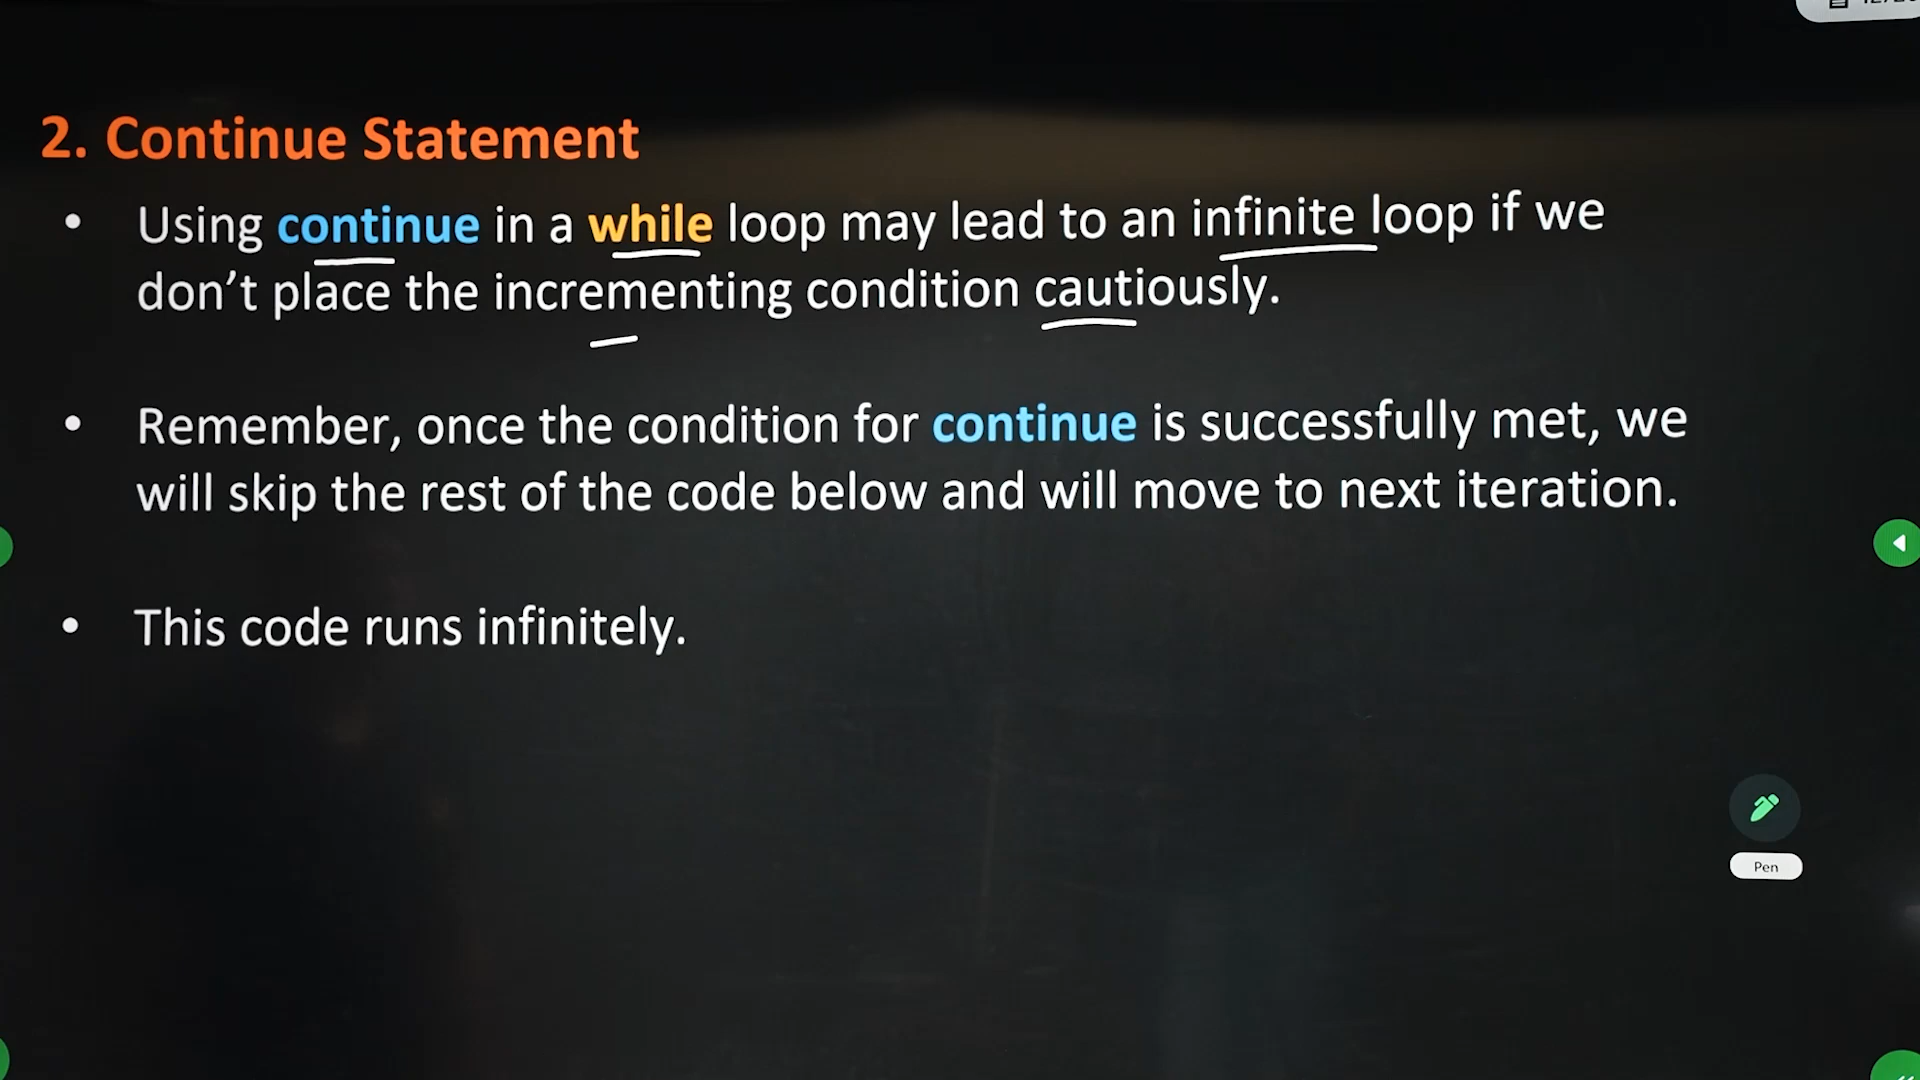 2. Continue Statement
• Using continue in a while loop may lead to an infinite loop if we
don't place the incrementing condition cautiously.
• Remember, once the condition for continue is successfully met, we
will skip the rest of the code below and will move to next iteration.
• This code runs infinitely.
Pen